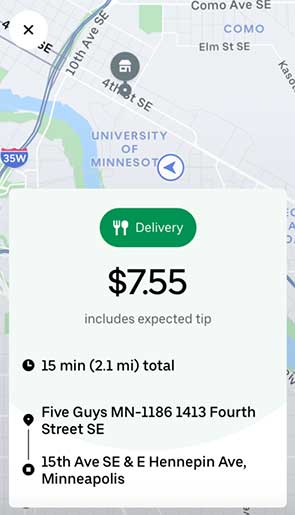 Como Ave SE
COMO
10th Ave SE
Elm St SE
4th St SE
UNIVERSITY
OF
MINNESOT
35W
Delivery
$7.55
includes expected tip
15 min (2.1 mi) total
Five Guys MN-1186 1413 Fourth
Street SE
15th Ave SE & E Hennepin Ave,
Minneapolis